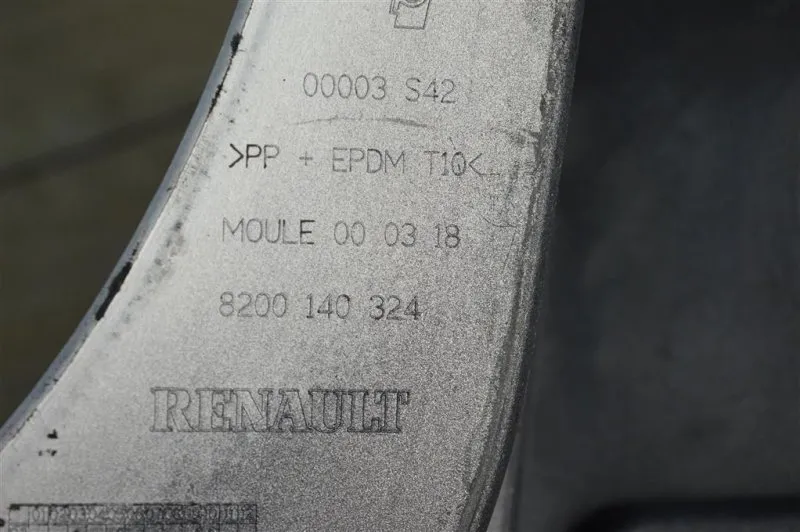 00003 S42
>PP + EPDM T10<
MOULE 00 03 18
8200 140 324
RENAULT